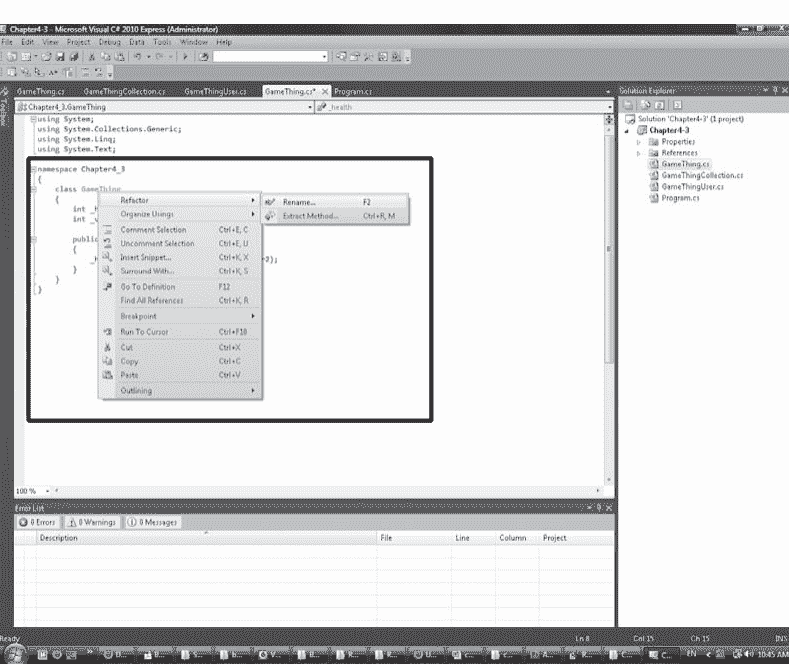 Chapter4-3 - Microsoft Visual C# 2010 Express (Administrator)
File Edit View Project Debug Data Tools Window Help
GameThing.cs GameThingCollection.cs GameThingUser.cs GameThing.cs* Program.cs
Solution Explorer
Toolbox
Chapter4_3.GameThing
_health
using System;
using System.Collections.Generic;
using System.Linq;
using System.Text;
namespace Chapter4_3
{
class GameThing
{
int
int
public
{
+2);
}
}
}
Refactor
Organize Usings
Comment Selection Ctrl+E, C
Uncomment Selection Ctrl+E, U
Insert Snippet... Ctrl+K, X
Surround With... Ctrl+K, S
Go To Definition F12
Find All References Ctrl+K, R
Breakpoint
Run To Cursor Ctrl+F10
Cut Ctrl+X
Copy Ctrl+C
Paste Ctrl+V
Outlining
Rename... F2
Extract Method... Ctrl+R, M
Solution 'Chapter4-3' (1 project)
Chapter4-3
Properties
References
GameThing.cs
GameThingCollection.cs
GameThingUser.cs
Program.cs
100 %
Error List
0 Errors 0 Warnings 0 Messages
Description File Line Column Project
Ready Ln 8 Col 15 Ch 15 INS
EN 10:45 AM